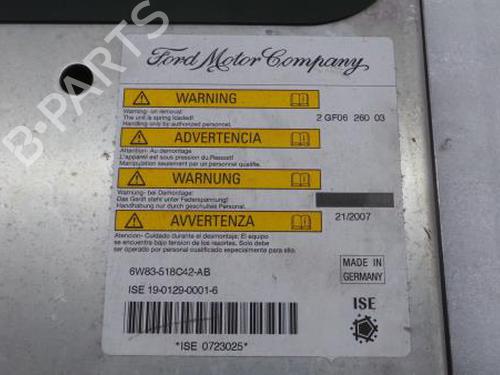 Ford Motor Company
WARNING
Warning- on removal:
The unit is spring loaded!
Handling only for authorized personnel.
2 GF06 260 03
ADVERTENCIA
Attention- Au demontage
L'appareil est sous pression du Ressort!
Manipulation seulement par un personnel qualifie.
WARNUNG
Warnung- bei Demontage:
Das Gerät steht unter Federspannung!
Handhabung nur durch geschultes Personal.
21/2007
AVVERTENZA
Atencion- Cuidado durante el desmontaje! El equipo
se encuentra bajo tension de los resortes. Solo debe
ser operado por personal cualificado especialmente para ello.
6W83-518C42-AB
MADE IN
GERMANY
ISE 19-0129-0001-6
ISE
*ISE 0723025*
B-PARTS